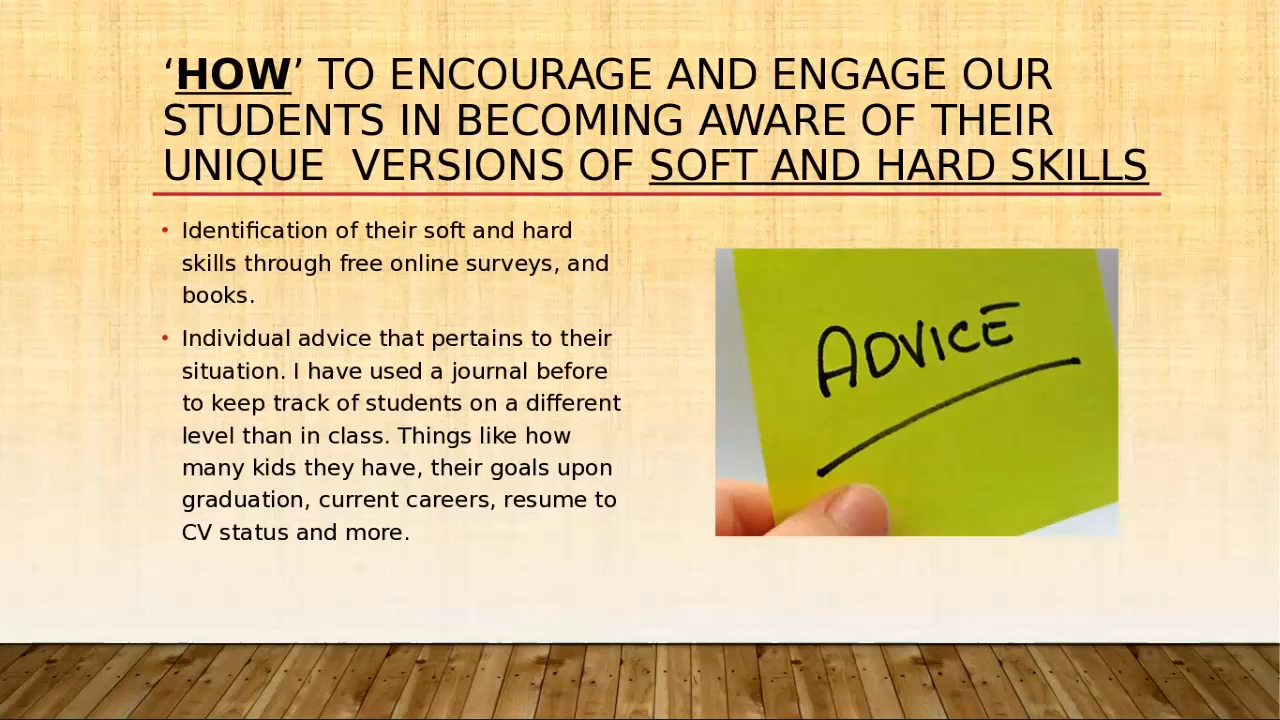 ‘HOW’ TO ENCOURAGE AND ENGAGE OUR
STUDENTS IN BECOMING AWARE OF THEIR
UNIQUE  VERSIONS OF SOFT AND HARD SKILLS
• Identification of their soft and hard
skills through free online surveys, and
books.
• Individual advice that pertains to their
situation. I have used a journal before
to keep track of students on a different
level than in class. Things like how
many kids they have, their goals upon
graduation, current careers, resume to
CV status and more.
ADVICE